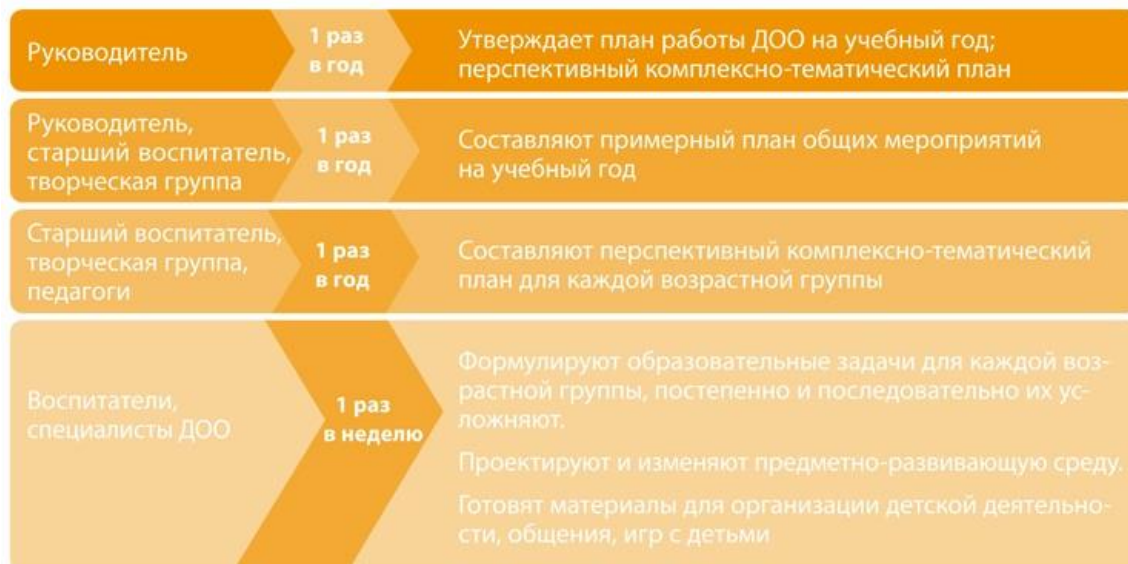 Руководитель
1 раз
в год
Утверждает план работы ДОО на учебный год;
перспективный комплексно-тематический план
Руководитель,
старший воспитатель,
творческая группа
1 раз
в год
Составляют примерный план общих мероприятий
на учебный год
Старший воспитатель,
творческая группа,
педагоги
1 раз
в год
Составляют перспективный комплексно-тематический
план для каждой возрастной группы
Воспитатели,
специалисты ДОО
1 раз
в неделю
Формулируют образовательные задачи для каждой воз-
растной группы, постепенно и последовательно их ус-
ложняют.
Проектируют и изменяют предметно-развивающую среду.
Готовят материалы для организации детской деятельно-
сти, общения, игр с детьми